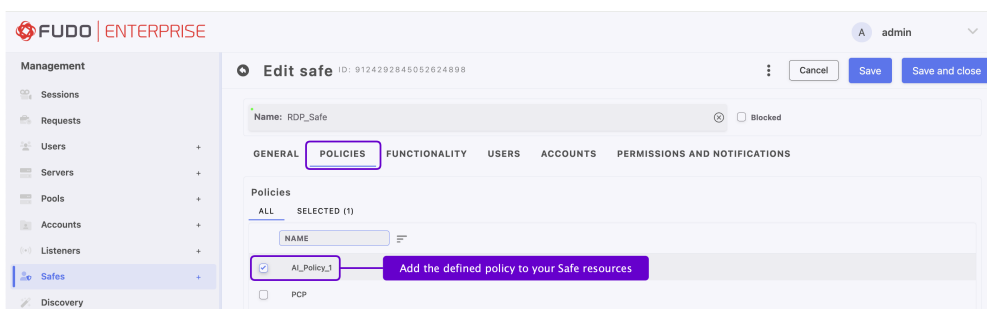 FUDO | ENTERPRISE
A admin
Management
Edit safe ID: 9124292845052624898
Cancel
Save
Save and close
Sessions
Requests
Users +
Servers +
Pools +
Accounts +
Listeners +
Safes +
Discovery
Name: RDP_Safe
Blocked
GENERAL POLICIES FUNCTIONALITY USERS ACCOUNTS PERMISSIONS AND NOTIFICATIONS
Policies
ALL SELECTED (1)
NAME
AI_Policy_1
Add the defined policy to your Safe resources
PCP